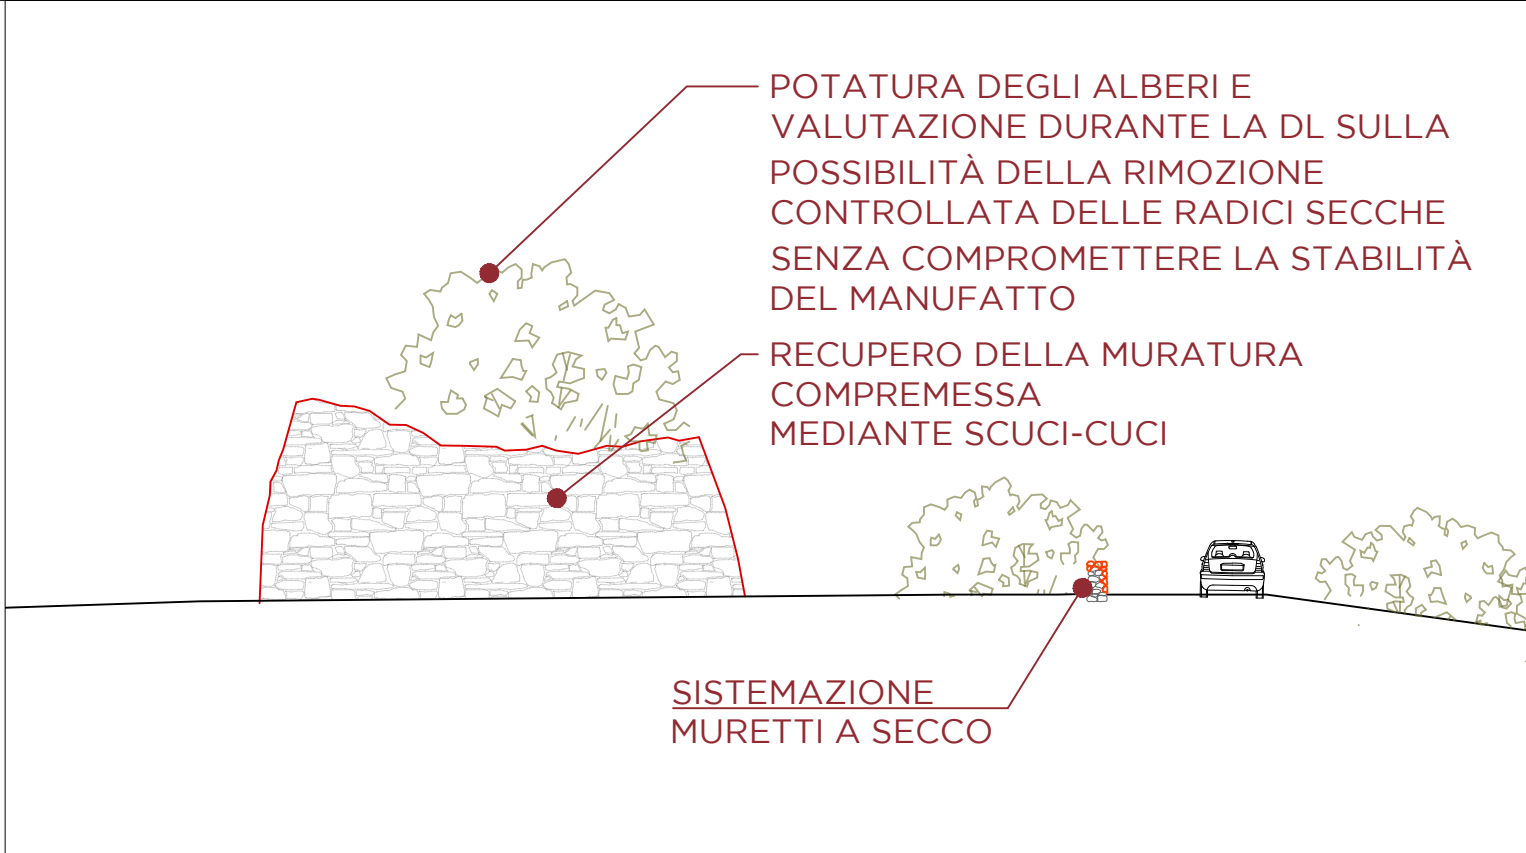 POTATURA DEGLI ALBERI E
VALUTAZIONE DURANTE LA DL SULLA
POSSIBILITÀ DELLA RIMOZIONE
CONTROLLATA DELLE RADICI SECCHE
SENZA COMPROMETTERE LA STABILITÀ
DEL MANUFATTO
RECUPERO DELLA MURATURA
COMPREMESSA
MEDIANTE SCUCI-CUCI
SISTEMAZIONE
MURETTI A SECCO